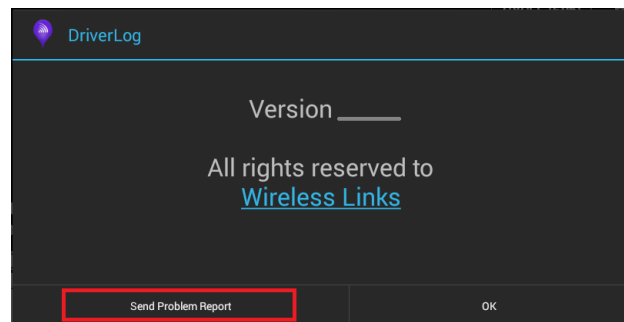 DriverLog
Version
All rights reserved to
Wireless Links
Send Problem Report
OK